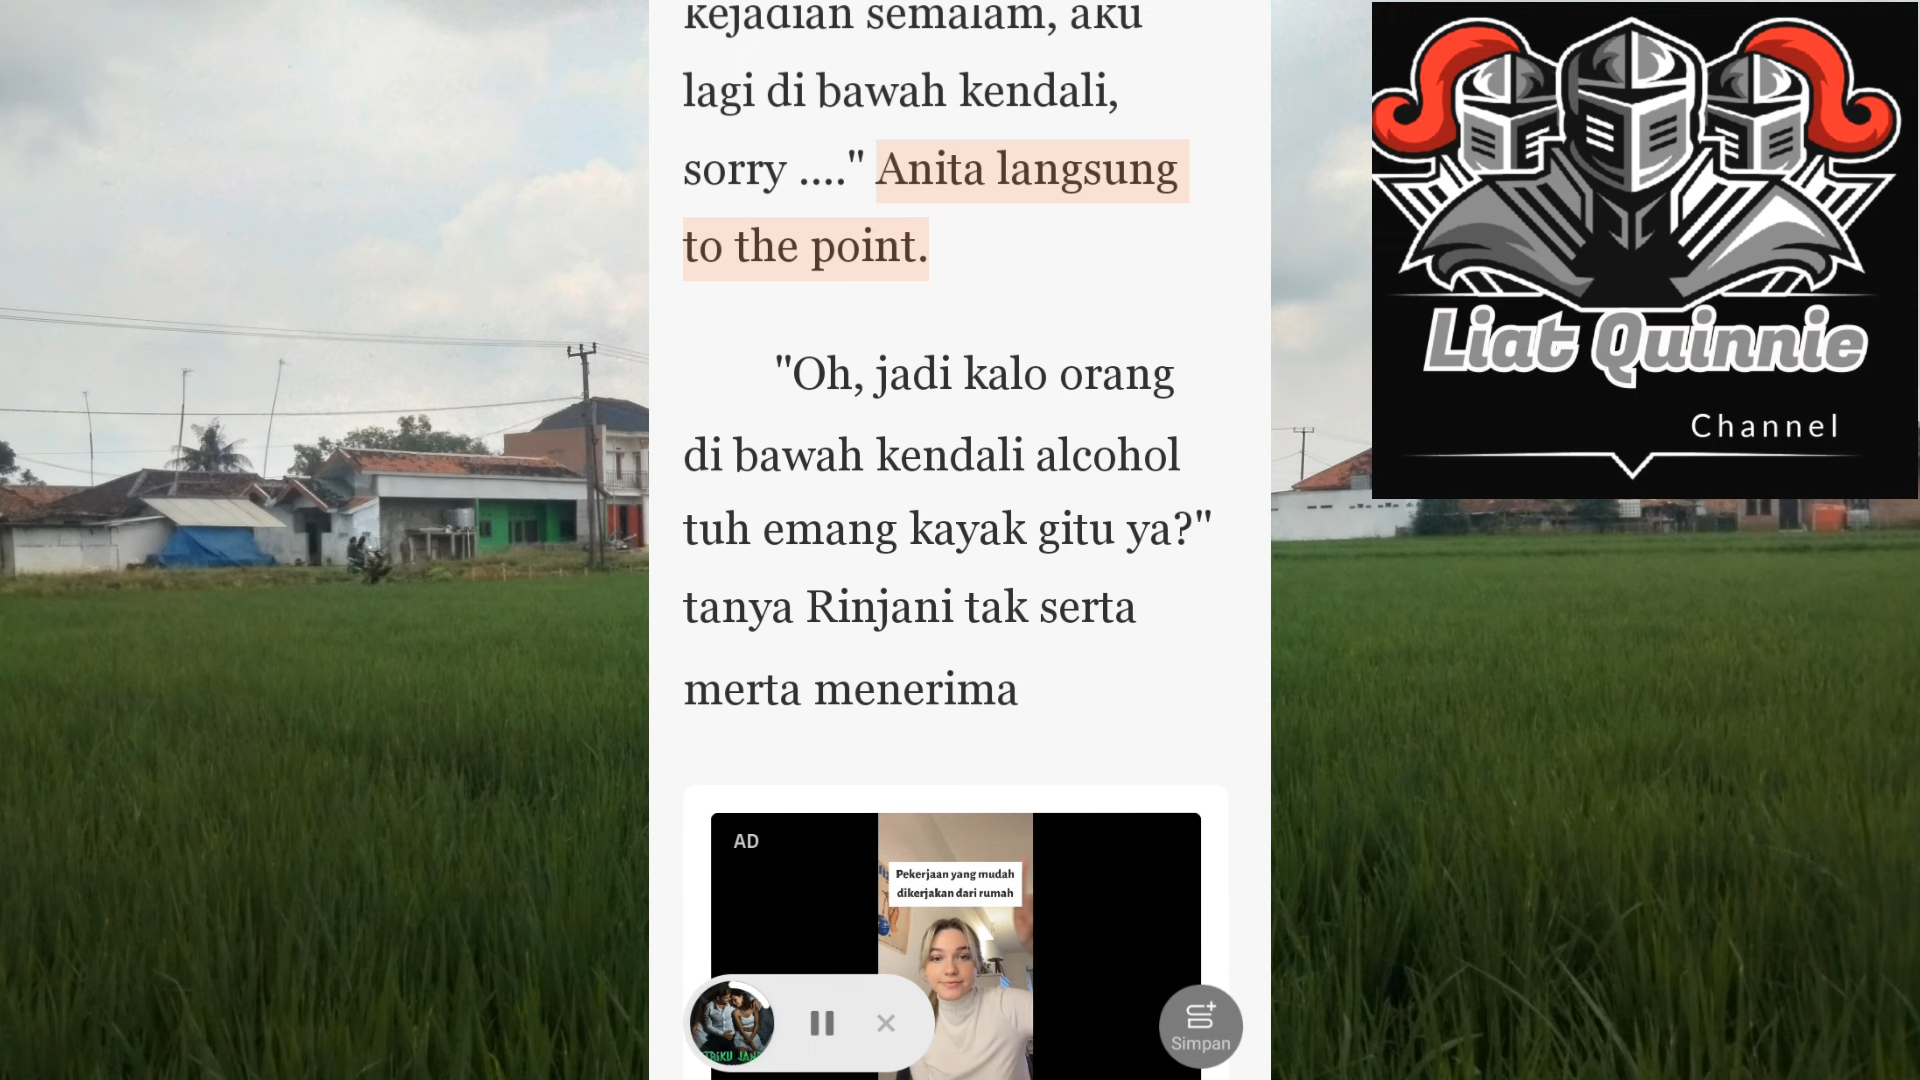 kejadian semalam, aku
lagi di bawah kendali,
sorry ...." Anita langsung
to the point.
"Oh, jadi kalo orang
di bawah kendali alcohol
tuh emang kayak gitu ya?"
tanya Rinjani tak serta
merta menerima
AD
Pekerjaan yang mudah
dikerjakan dari rumah
Simpan
Liat Quinnie
Channel